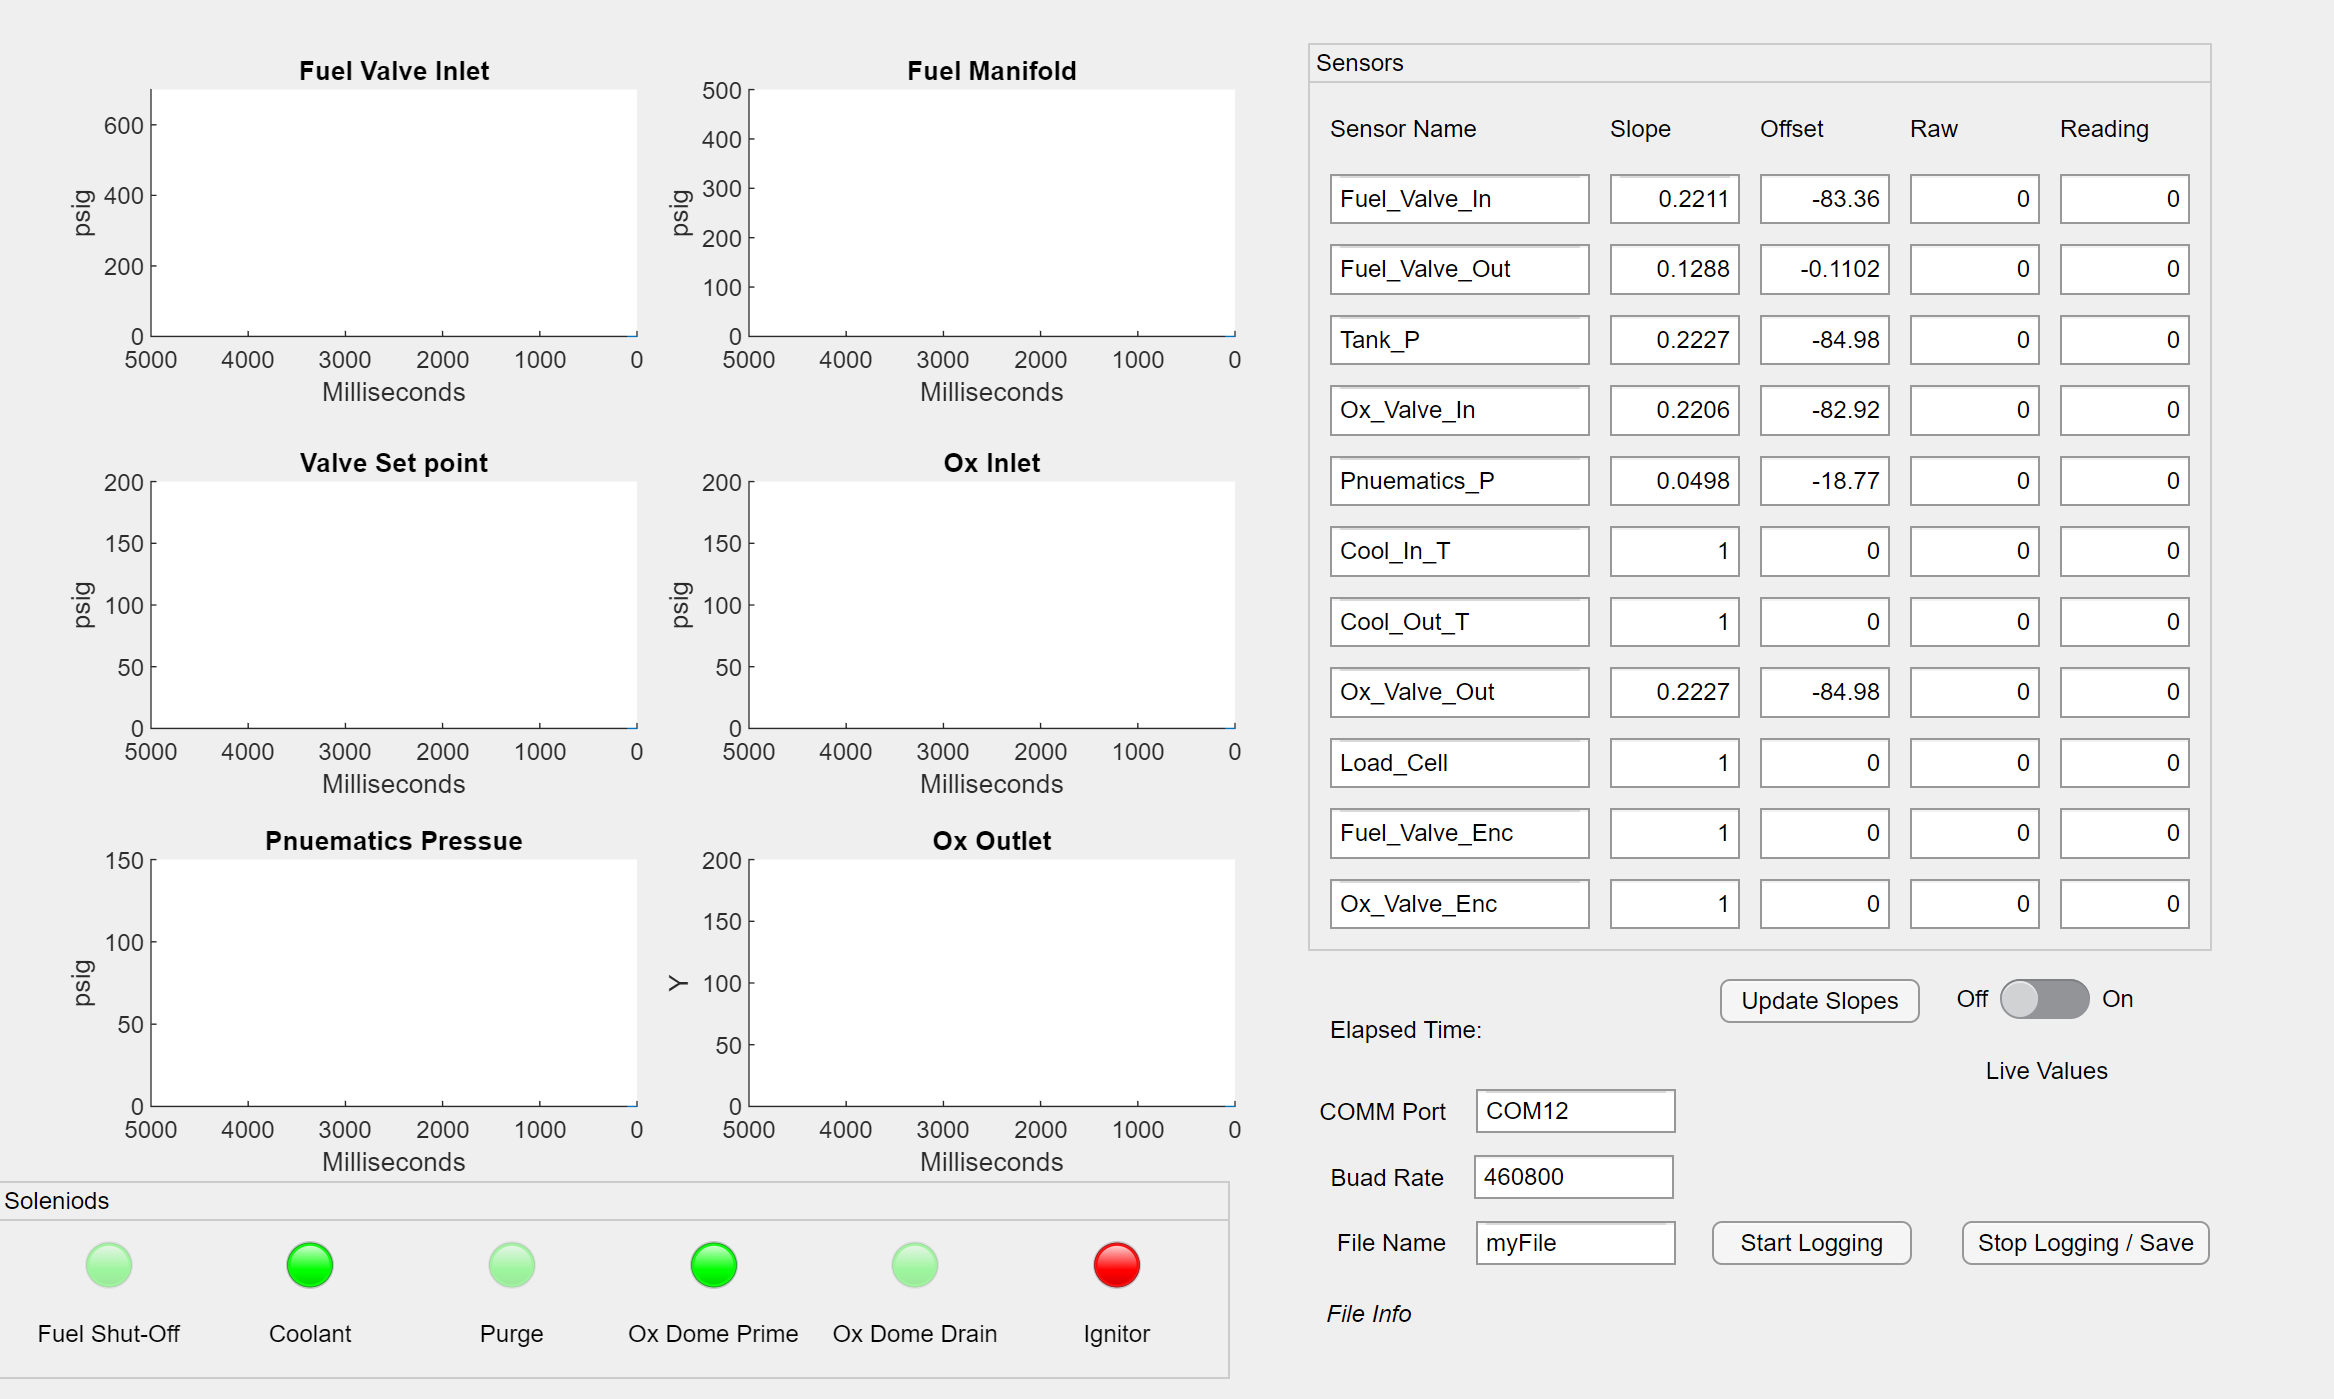 Fuel Valve Inlet
psig
600
400
200
0
5000 4000 3000 2000 1000 0
Milliseconds
Fuel Manifold
psig
500
400
300
200
100
0
5000 4000 3000 2000 1000 0
Milliseconds
Valve Set point
psig
200
150
100
50
0
5000 4000 3000 2000 1000 0
Milliseconds
Ox Inlet
psig
200
150
100
50
0
5000 4000 3000 2000 1000 0
Milliseconds
Pnuematics Pressue
psig
150
100
50
0
5000 4000 3000 2000 1000 0
Milliseconds
Ox Outlet
Y
200
150
100
50
0
5000 4000 3000 2000 1000 0
Milliseconds
Soleniods
Fuel Shut-Off Coolant Purge Ox Dome Prime Ox Dome Drain Ignitor
Sensors
Sensor Name Slope Offset Raw Reading
Fuel_Valve_In 0.2211 -83.36 0 0
Fuel_Valve_Out 0.1288 -0.1102 0 0
Tank_P 0.2227 -84.98 0 0
Ox_Valve_In 0.2206 -82.92 0 0
Pnuematics_P 0.0498 -18.77 0 0
Cool_In_T 1 0 0 0
Cool_Out_T 1 0 0 0
Ox_Valve_Out 0.2227 -84.98 0 0
Load_Cell 1 0 0 0
Fuel_Valve_Enc 1 0 0 0
Ox_Valve_Enc 1 0 0 0
Update Slopes Off On
Elapsed Time:
Live Values
COMM Port COM12
Buad Rate 460800
File Name myFile Start Logging Stop Logging / Save
File Info